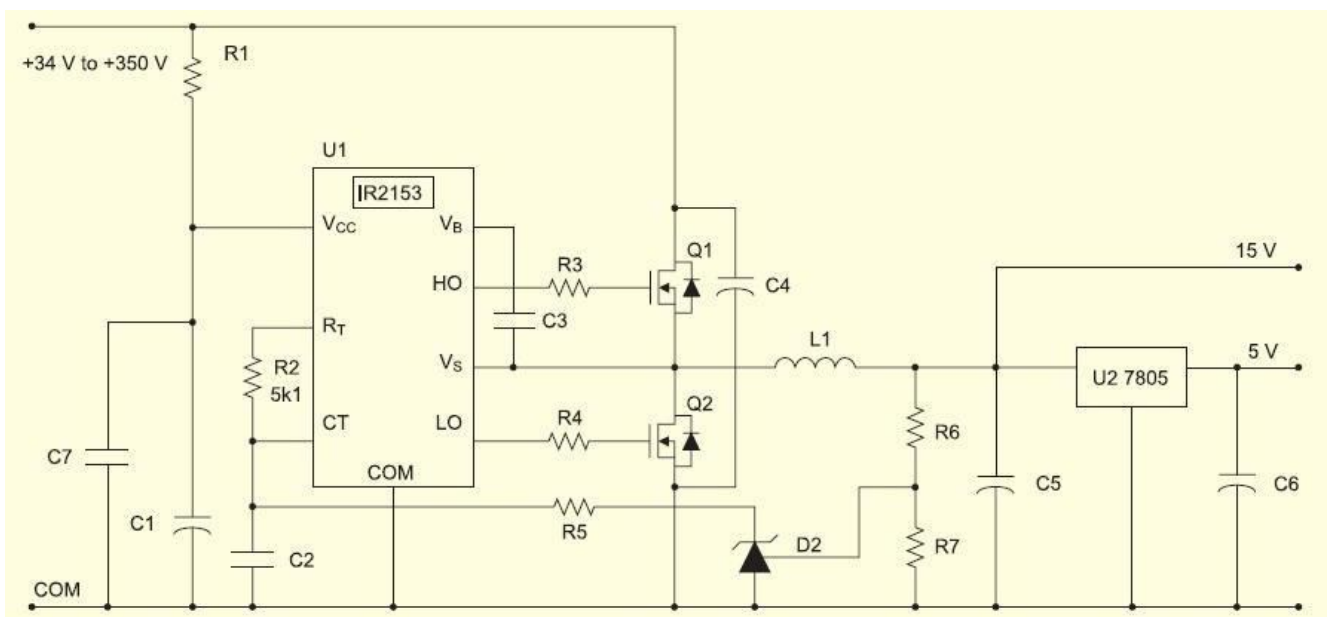 +34 V to +350 V
R1
U1
IR2153
VCC
VB
HO
RT
VS
CT
LO
COM
R2
5k1
R3
R4
C3
Q1
Q2
C4
L1
15 V
5 V
U2 7805
R6
R7
C5
C6
C7
C1
C2
R5
D2
COM